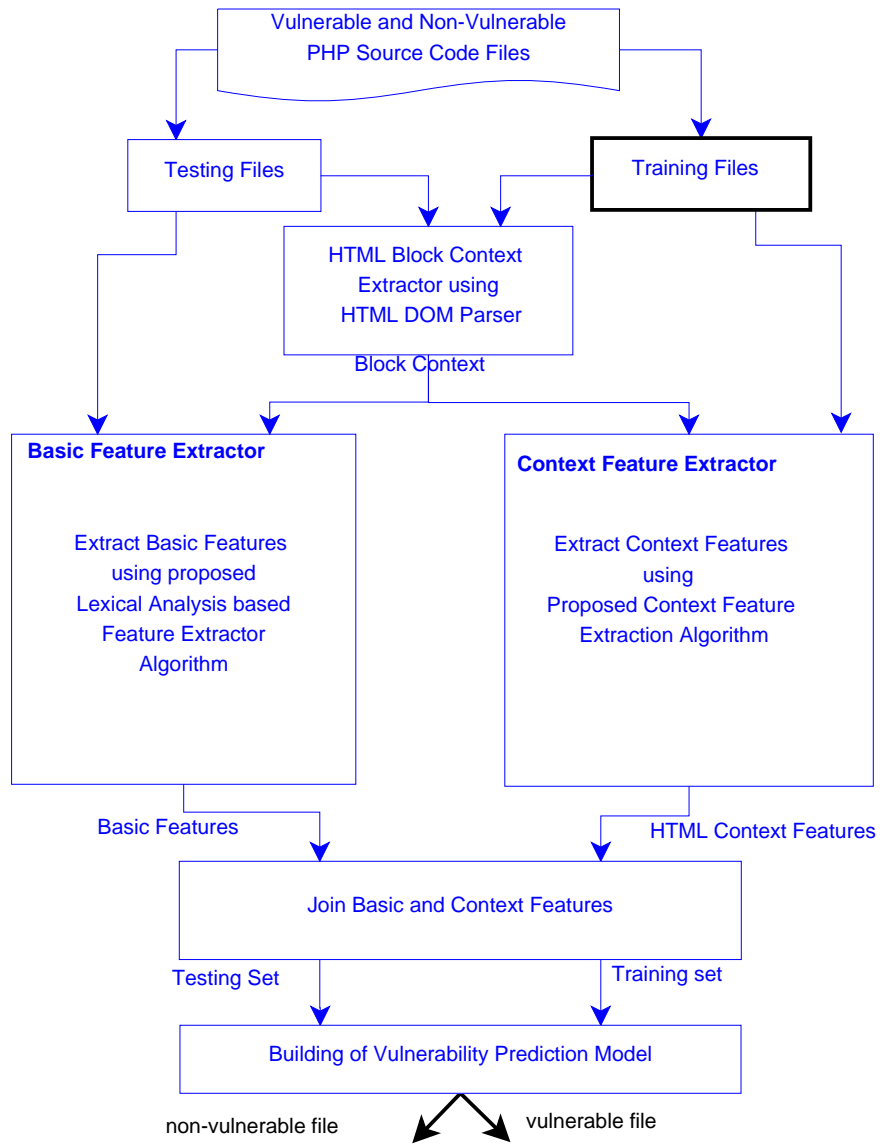 Vulnerable and Non-Vulnerable
PHP Source Code Files
Testing Files
Training Files
HTML Block Context
Extractor using
HTML DOM Parser
Block Context
Basic Feature Extractor
Extract Basic Features
using proposed
Lexical Analysis based
Feature Extractor
Algorithm
Context Feature Extractor
Extract Context Features
using
Proposed Context Feature
Extraction Algorithm
Basic Features
HTML Context Features
Join Basic and Context Features
Testing Set
Training set
Building of Vulnerability Prediction Model
non-vulnerable file
vulnerable file